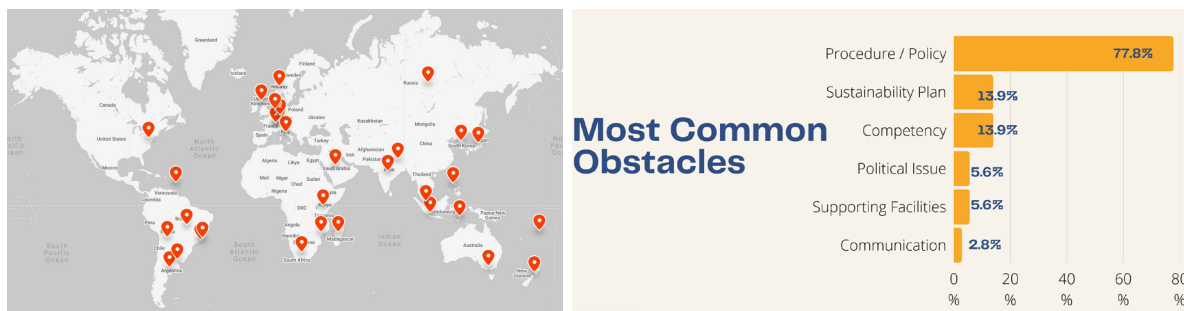 Greenland
Iceland
Finland
Sweden
Norway
Russia
Canada
Poland
Ukraine
Kazakhstan
Mongolia
France
Spain
Turkey
United States
North
Atlantic
Ocean
China
South Korea
Afghanistan
Iran
Pakistan
Algeria
Libya
Egypt
Saudi Arabia
Mexico
Mali
Niger
Sudan
Chad
Nigeria
Thailand
Venezuela
Colombia
DRC
Kenya
Tanzania
Indonesia
Papua New
Guinea
Peru
Angola
Namibia
Madagascar
Indian
Ocean
South
Pacific
Ocean
Chile
South
Atlantic
Ocean
Australia
South Africa
Argentina
New
Zealand
Most Common
Obstacles
Procedure / Policy
77.8%
Sustainability Plan
13.9%
Competency
13.9%
Political Issue
5.6%
Supporting Facilities
5.6%
Communication
2.8%
0 20 40 60 80
% % % % %